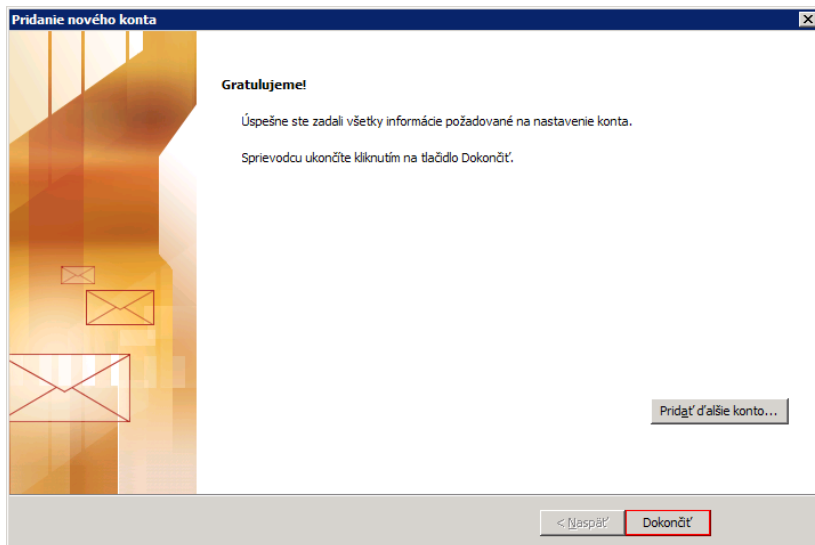 Pridanie nového konta
Gratulujeme!
Úspešne ste zadali všetky informácie požadované na nastavenie konta.
Sprievodcu ukončíte kliknutím na tlačidlo Dokončiť.
Pridať ďalšie konto...
< Naspäť
Dokončiť